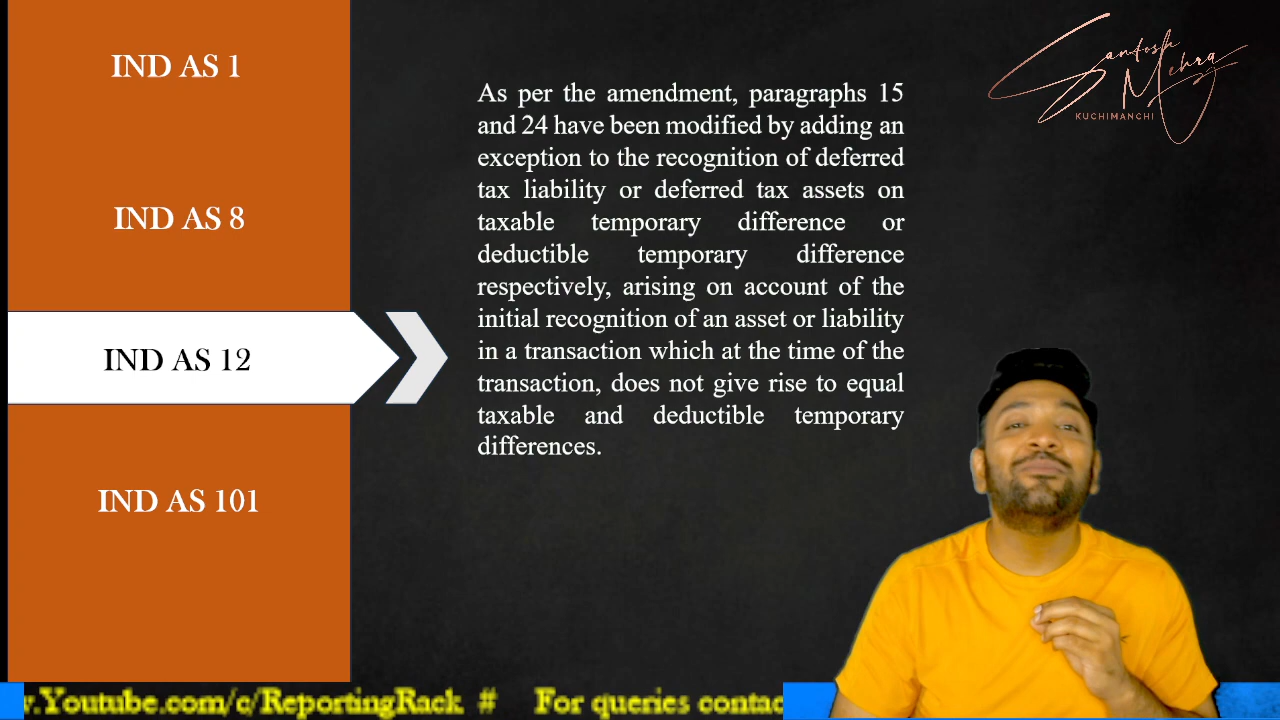 IND AS 1
IND AS 8
IND AS 12
IND AS 101
As per the amendment, paragraphs 15
and 24 have been modified by adding an
exception to the recognition of deferred
tax liability or deferred tax assets on
taxable temporary difference or
deductible temporary difference
respectively, arising on account of the
initial recognition of an asset or liability
in a transaction which at the time of the
transaction, does not give rise to equal
taxable and deductible temporary
differences.
Santosh
Mehra
KUCHIMANCHI
.Youtube.com/c/ReportingRack # For queries contac